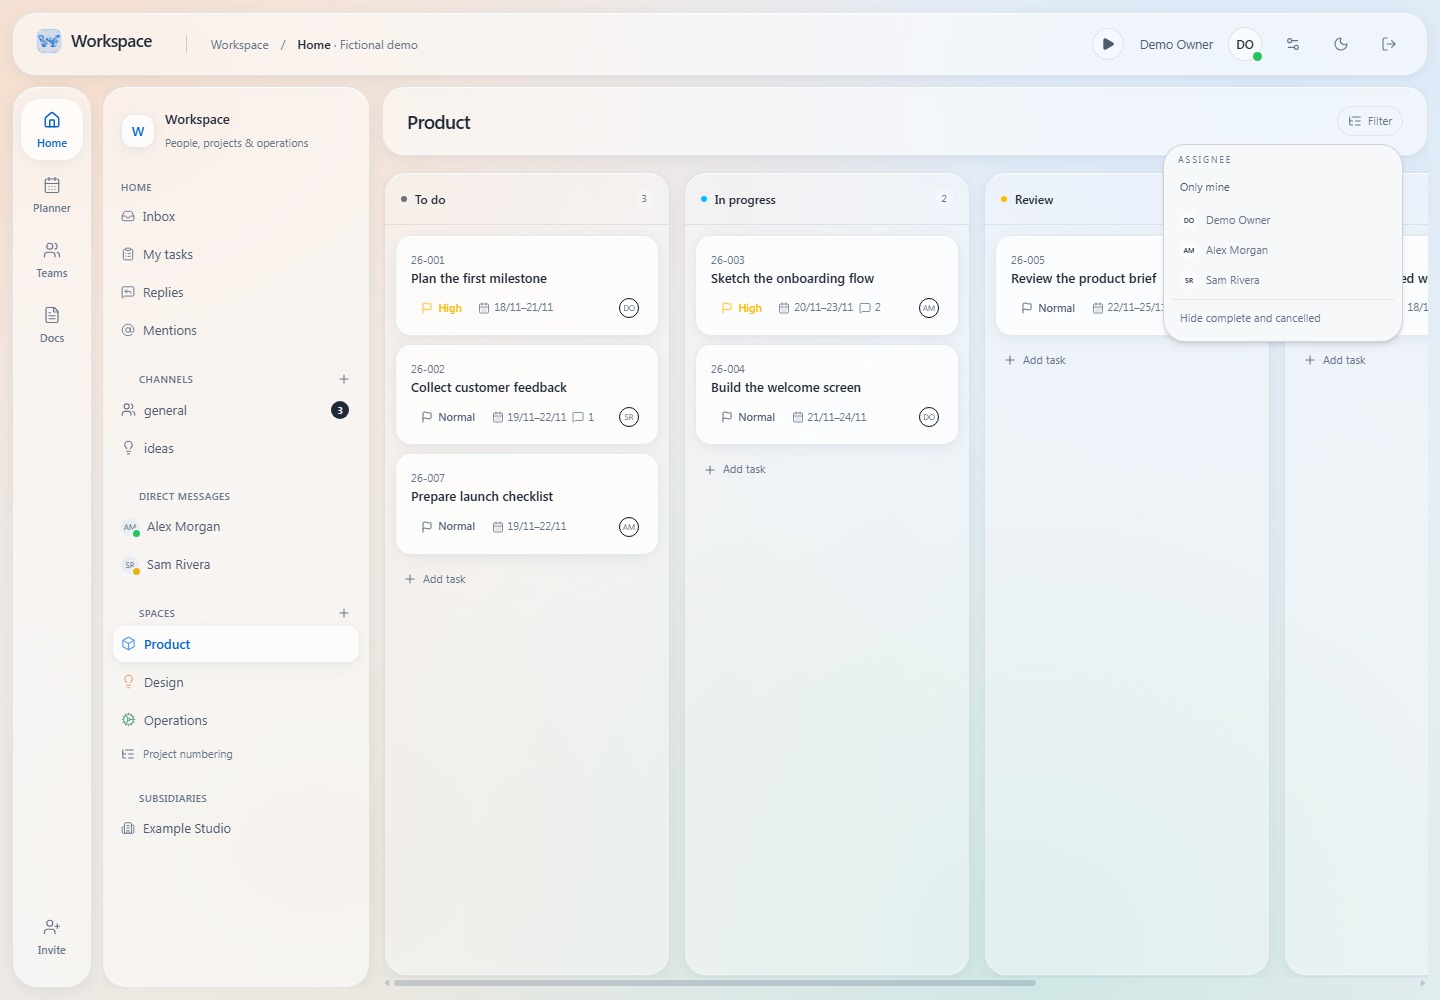 Workspace
Workspace / Home · Fictional demo
Demo Owner
DO
Home
Planner
Teams
Docs
Invite
W
Workspace
People, projects & operations
HOME
Inbox
My tasks
Replies
Mentions
CHANNELS
general
3
ideas
DIRECT MESSAGES
AM
Alex Morgan
SR
Sam Rivera
SPACES
Product
Design
Operations
Project numbering
SUBSIDIARIES
Example Studio
Product
Filter
To do
3
26-001
Plan the first milestone
High 18/11–21/11 DO
26-002
Collect customer feedback
Normal 19/11–22/11 1 SR
26-007
Prepare launch checklist
Normal 19/11–22/11 AM
Add task
In progress
2
26-003
Sketch the onboarding flow
High 20/11–23/11 2 AM
26-004
Build the welcome screen
Normal 21/11–24/11 DO
Add task
Review
26-005
Review the product brief
Normal 22/11–25/11
Add task
ASSIGNEE
Only mine
DO Demo Owner
AM Alex Morgan
SR Sam Rivera
Hide complete and cancelled
Add task